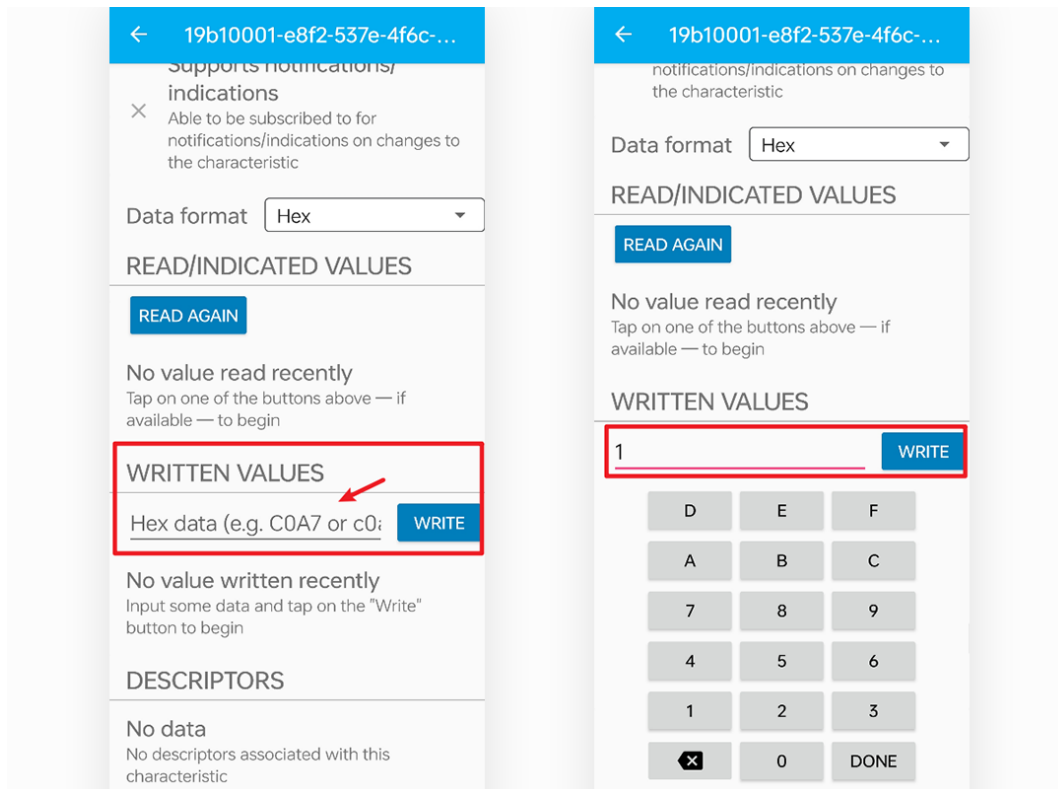 19b10001-e8f2-537e-4f6c-...
Supports notifications/
indications
Able to be subscribed to for
notifications/indications on changes to
the characteristic
Data format Hex
READ/INDICATED VALUES
READ AGAIN
No value read recently
Tap on one of the buttons above — if
available — to begin
WRITTEN VALUES
Hex data (e.g. C0A7 or c0a
WRITE
No value written recently
Input some data and tap on the "Write"
button to begin
DESCRIPTORS
No data
No descriptors associated with this
characteristic
19b10001-e8f2-537e-4f6c-...
notifications/indications on changes to
the characteristic
Data format Hex
READ/INDICATED VALUES
READ AGAIN
No value read recently
Tap on one of the buttons above — if
available — to begin
WRITTEN VALUES
1 WRITE
D E F
A B C
7 8 9
4 5 6
1 2 3
0 DONE